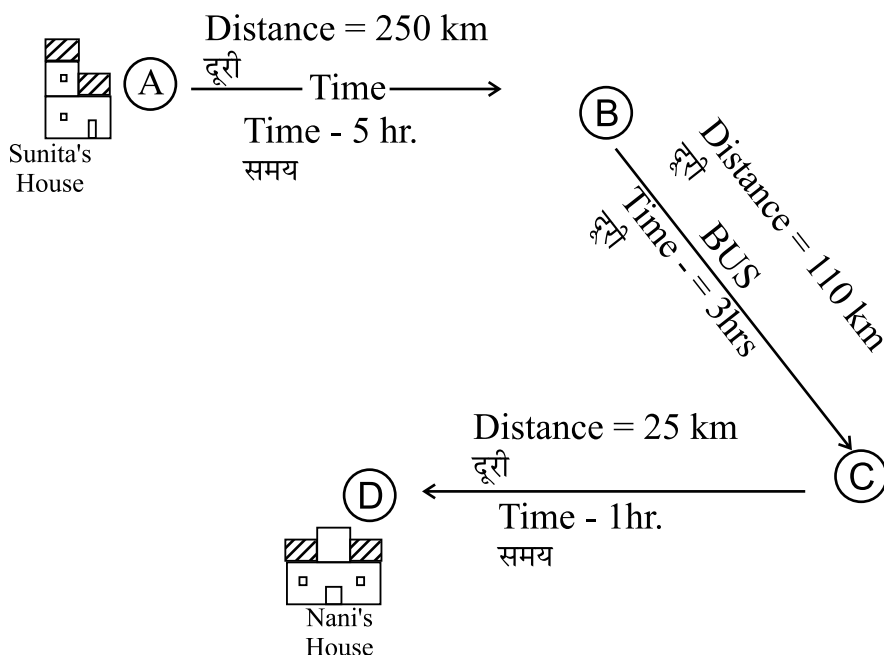 Distance = 250 km
दूरी
A
Time
Time - 5 hr.
समय
Sunita's
House
B
Distance = 110 km
दूरी
BUS
Time - = 3hrs
दूरी
C
Distance = 25 km
दूरी
D
Time - 1hr.
समय
Nani's
House